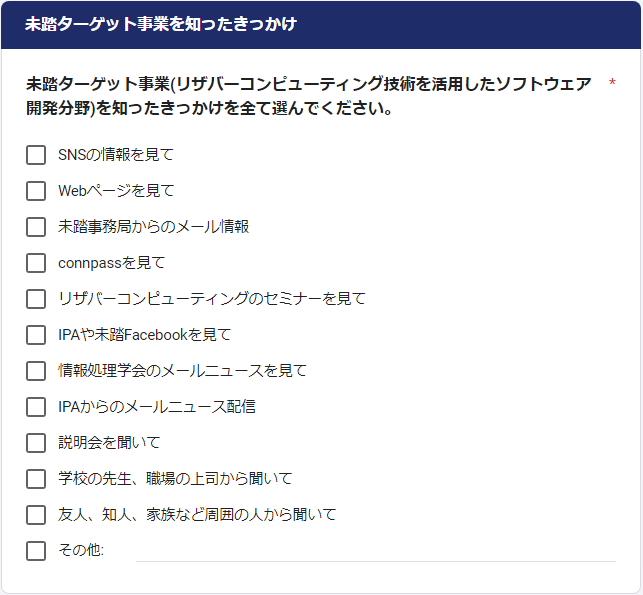 未踏ターゲット事業を知ったきっかけ
未踏ターゲット事業(リザバーコンピューティング技術を活用したソフトウェア *
開発分野)を知ったきっかけを全て選んでください。
SNSの情報を見て
Webページを見て
未踏事務局からのメール情報
connpassを見て
リザバーコンピューティングのセミナーを見て
IPAや未踏Facebookを見て
情報処理学会のメールニュースを見て
IPAからのメールニュース配信
説明会を聞いて
学校の先生、職場の上司から聞いて
友人、知人、家族など周囲の人から聞いて
その他: